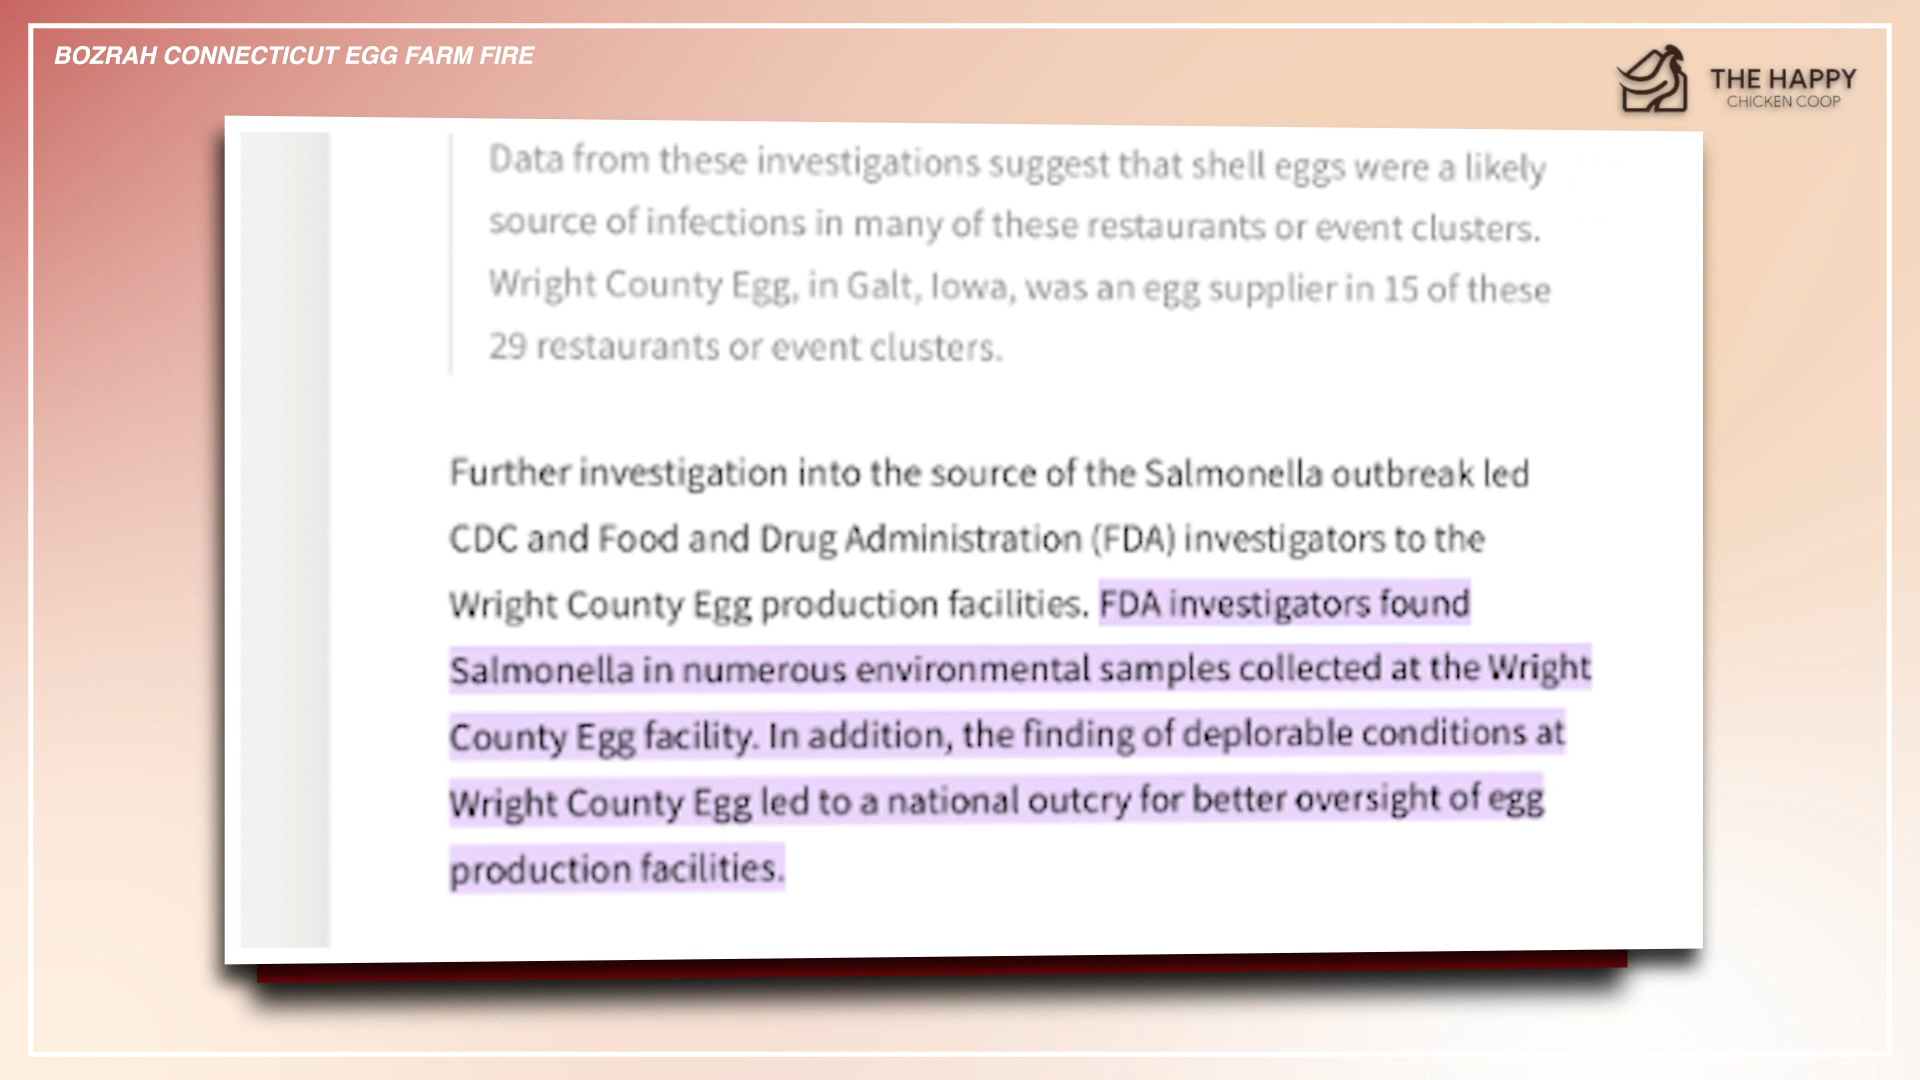 BOZRAH CONNECTICUT EGG FARM FIRE
THE HAPPY
CHICKEN COOP
Data from these investigations suggest that shell eggs were a likely
source of infections in many of these restaurants or event clusters.
Wright County Egg, in Galt, Iowa, was an egg supplier in 15 of these
29 restaurants or event clusters.
Further investigation into the source of the Salmonella outbreak led
CDC and Food and Drug Administration (FDA) investigators to the
Wright County Egg production facilities. FDA investigators found
Salmonella in numerous environmental samples collected at the Wright
County Egg facility. In addition, the finding of deplorable conditions at
Wright County Egg led to a national outcry for better oversight of egg
production facilities.